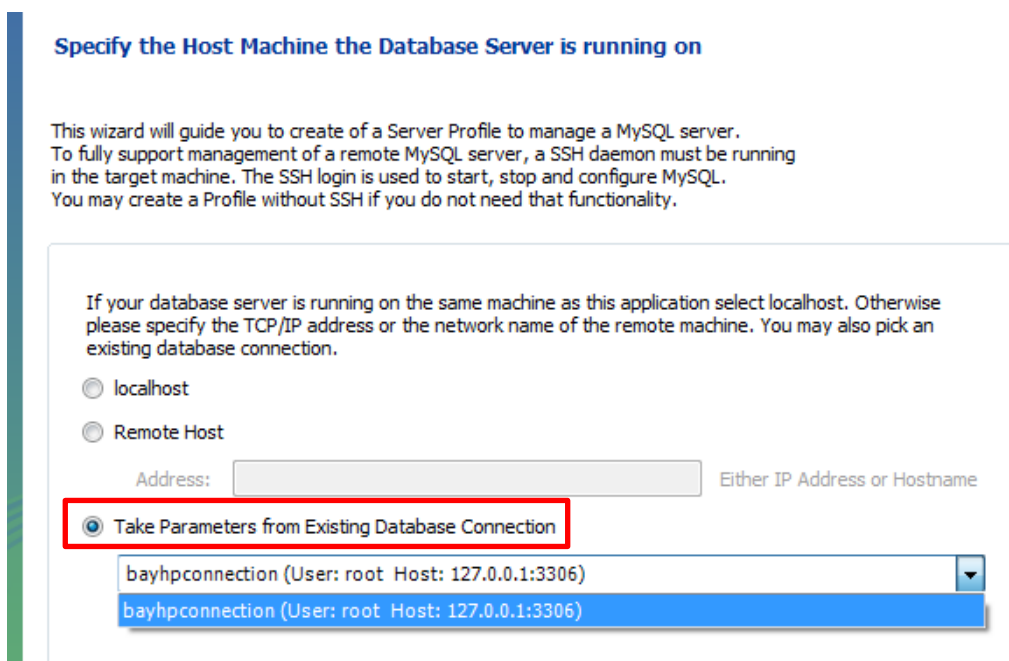 Specify the Host Machine the Database Server is running on
This wizard will guide you to create of a Server Profile to manage a MySQL server.
To fully support management of a remote MySQL server, a SSH daemon must be running
in the target machine. The SSH login is used to start, stop and configure MySQL.
You may create a Profile without SSH if you do not need that functionality.
If your database server is running on the same machine as this application select localhost. Otherwise
please specify the TCP/IP address or the network name of the remote machine. You may also pick an
existing database connection.
localhost
Remote Host
Address: Either IP Address or Hostname
Take Parameters from Existing Database Connection
bayhpconnection (User: root Host: 127.0.0.1:3306)
bayhpconnection (User: root Host: 127.0.0.1:3306)